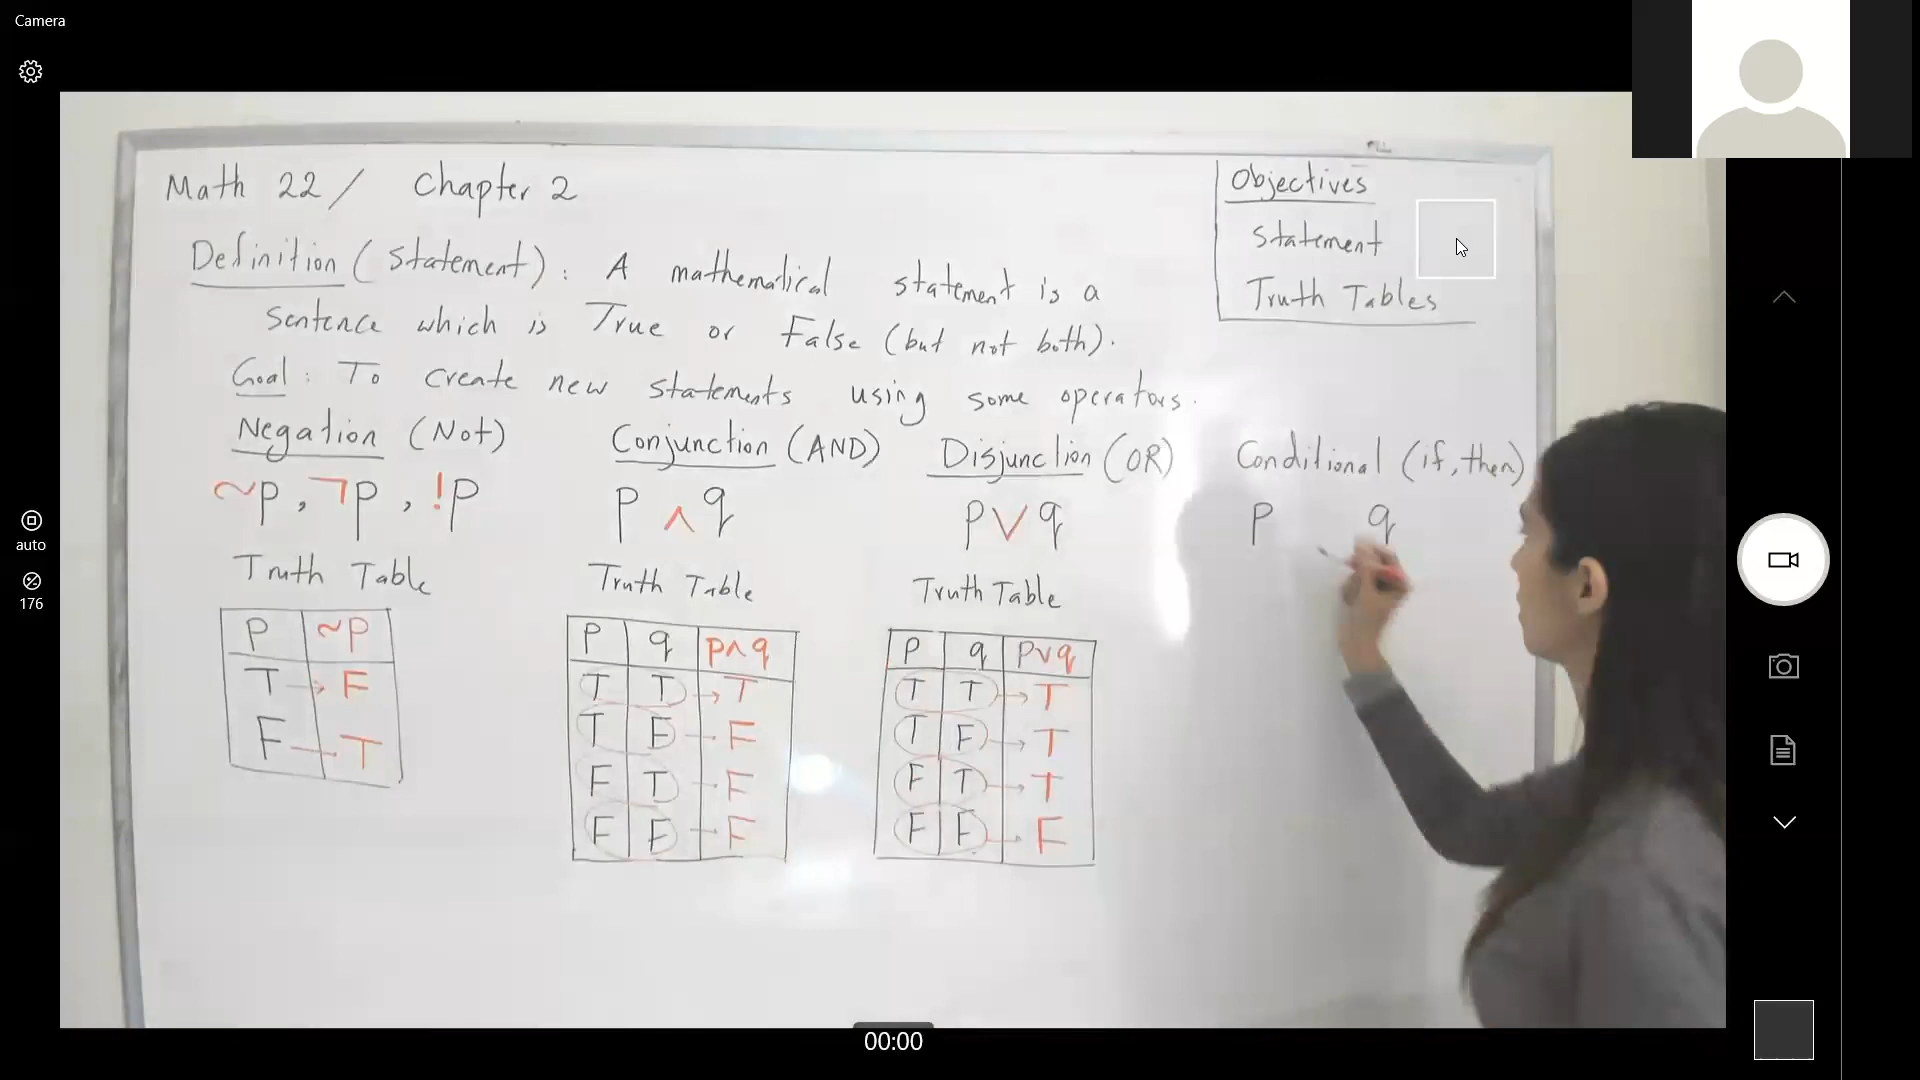 Camera
Math 22 / Chapter 2
Objectives
Statement
Truth Tables
Definition (Statement): A mathematical statement is a
sentence which is True or False (but not both).
Goal: To create new statements using some operators.
Negation (Not)
~p, ¬p, !p
Truth Table
P ~P
T → F
F → T
Conjunction (AND)
p ∧ q
Truth Table
P q p∧q
T T → T
T F → F
F T → F
F F → F
Disjunction (OR)
p ∨ q
Truth Table
P q p∨q
T T → T
T F → T
F T → T
F F → F
Conditional (if, then)
P q
auto
176
00:00